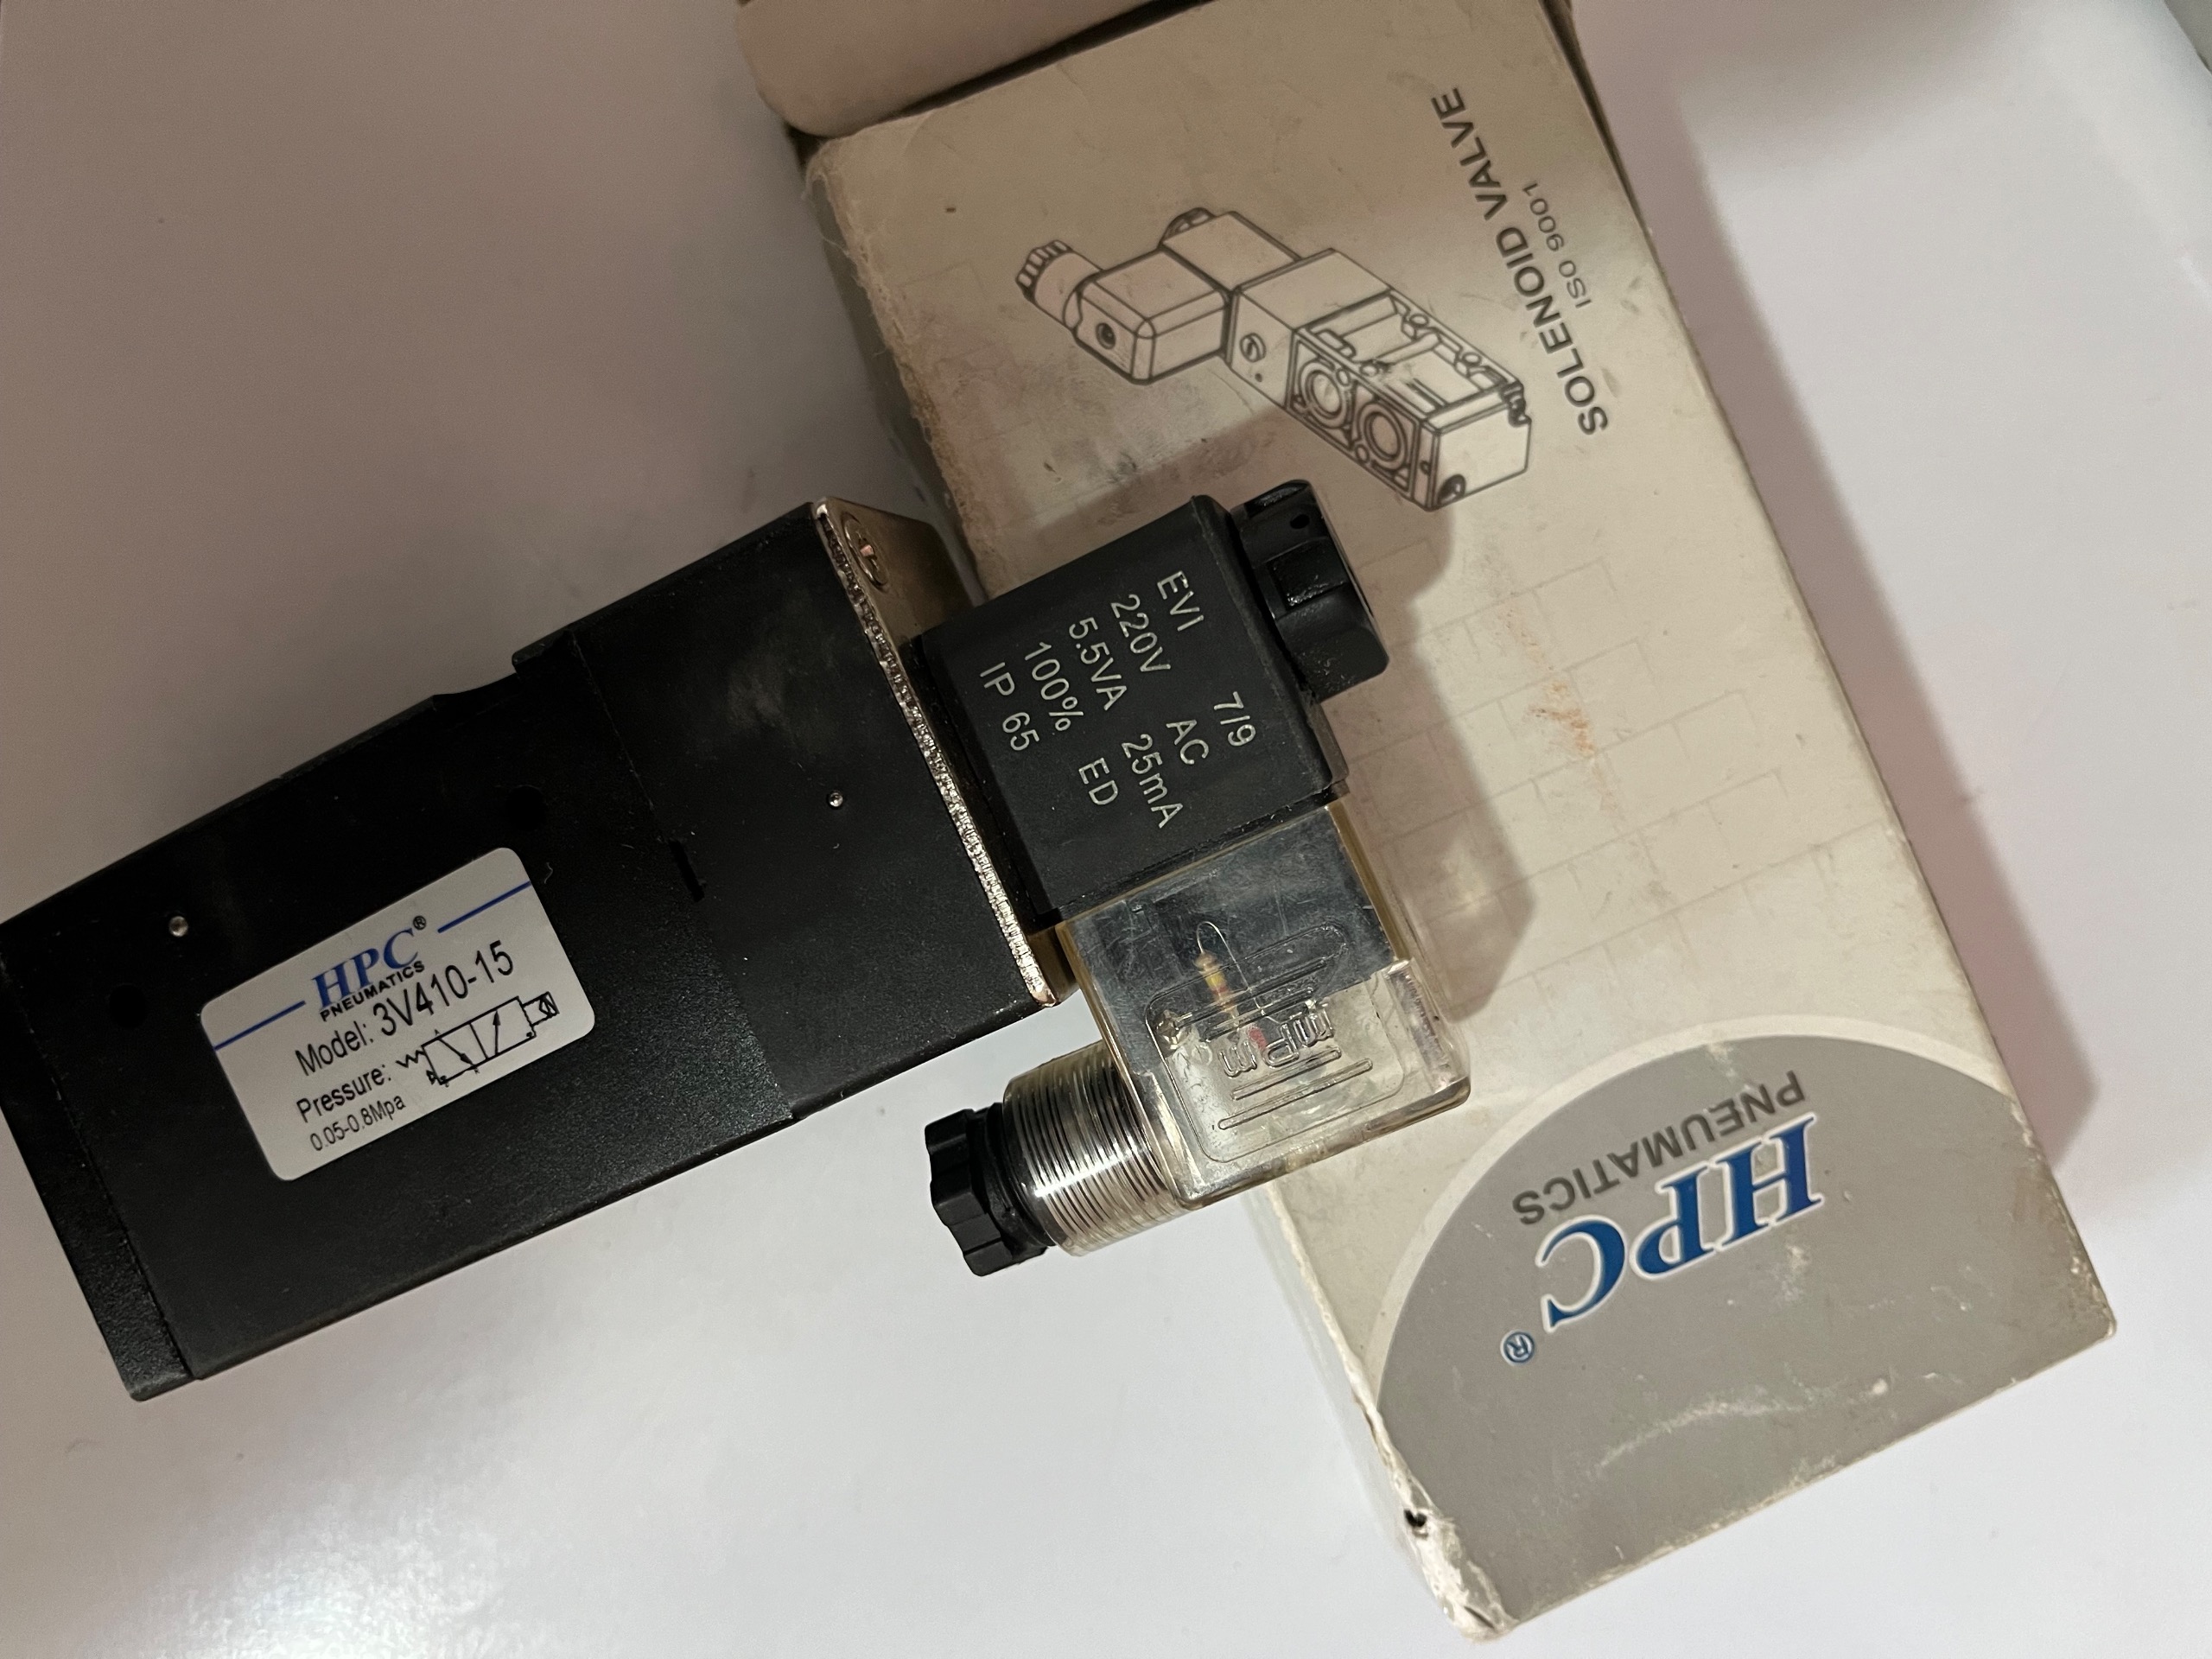 HPC®
PNEUMATICS
Model: 3V410-15
Pressure:
0.05-0.8Mpa
EVI 7/9
220V AC
5.5VA 25mA
100% ED
IP 65
SOLENOID VALVE
ISO 9001
HPC®
PNEUMATICS